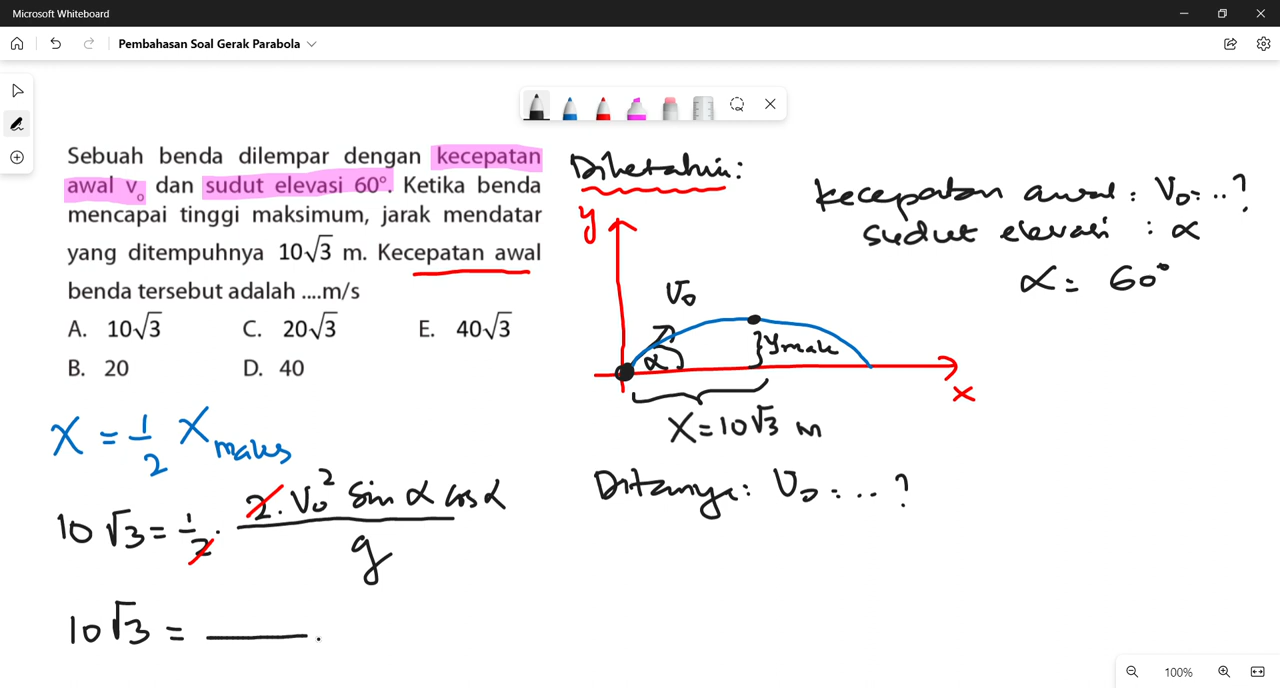 Microsoft Whiteboard
Pembahasan Soal Gerak Parabola
Sebuah benda dilempar dengan kecepatan
awal v₀ dan sudut elevasi 60°. Ketika benda
mencapai tinggi maksimum, jarak mendatar
yang ditempuhnya 10√3 m. Kecepatan awal
benda tersebut adalah ....m/s
A. 10√3 C. 20√3 E. 40√3
B. 20 D. 40
Diketahui:
kecepatan awal : V₀ = ..?
sudut elevasi : α
α = 60°
y
V₀
α
y mak
x
X = 10√3 m
Ditanya: V₀ = ... ?
X = 1/2 X maks
10√3 = 1/2 . 2. V₀² sin α cos α / g
10√3 = ———.
100%